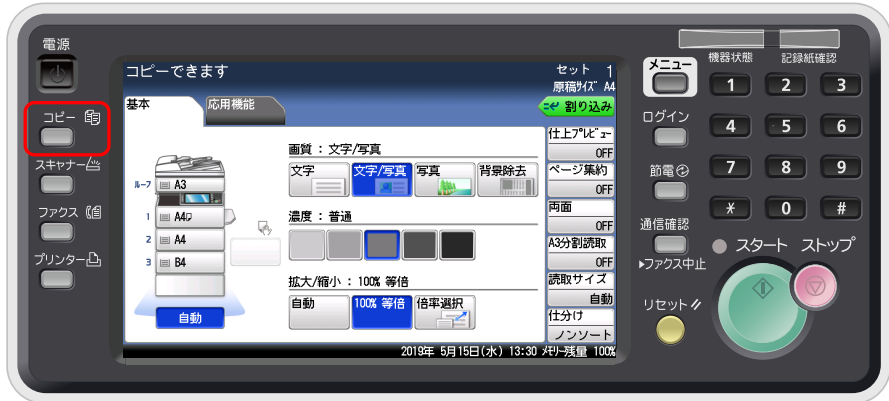 電源
コピー
スキャナー
ファクス
プリンター
コピーできます
セット 1
原稿ｻｲｽﾞ A4
基本
応用機能
割り込み
画質：文字/写真
文字
文字/写真
写真
背景除去
濃度：普通
拡大/縮小：100% 等倍
自動
100% 等倍
倍率選択
ﾙｰﾌ A3
1 A4
2 A4
3 B4
自動
仕上ﾌﾟﾚﾋﾞｭｰ
OFF
ページ集約
OFF
両面
OFF
A3分割読取
OFF
読取サイズ
自動
仕分け
ノンソート
2019年 5月15日(水) 13:30 ﾒﾓﾘｰ残量 100%
メニュー
ログイン
節電
通信確認
▶ファクス中止
リセット
機器状態
記録紙確認
1 2 3
4 5 6
7 8 9
* 0 #
スタート
ストップ